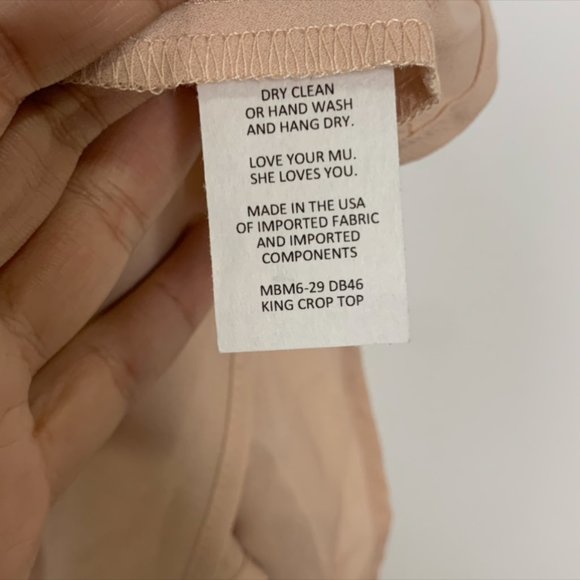 DRY CLEAN
OR HAND WASH
AND HANG DRY.
LOVE YOUR MU.
SHE LOVES YOU.
MADE IN THE USA
OF IMPORTED FABRIC
AND IMPORTED
COMPONENTS
MBM6-29 DB46
KING CROP TOP